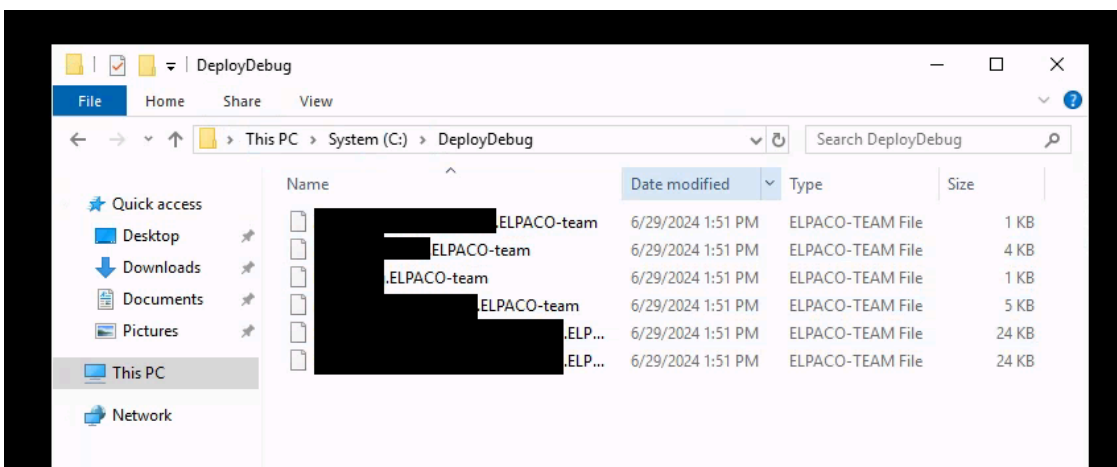 DeployDebug
File Home Share View
This PC > System (C:) > DeployDebug
Search DeployDebug
Name Date modified Type Size
Quick access
Desktop
Downloads
Documents
Pictures
This PC
Network
.ELPACO-team 6/29/2024 1:51 PM ELPACO-TEAM File 1 KB
ELPACO-team 6/29/2024 1:51 PM ELPACO-TEAM File 4 KB
.ELPACO-team 6/29/2024 1:51 PM ELPACO-TEAM File 1 KB
.ELPACO-team 6/29/2024 1:51 PM ELPACO-TEAM File 5 KB
.ELP... 6/29/2024 1:51 PM ELPACO-TEAM File 24 KB
.ELP... 6/29/2024 1:51 PM ELPACO-TEAM File 24 KB